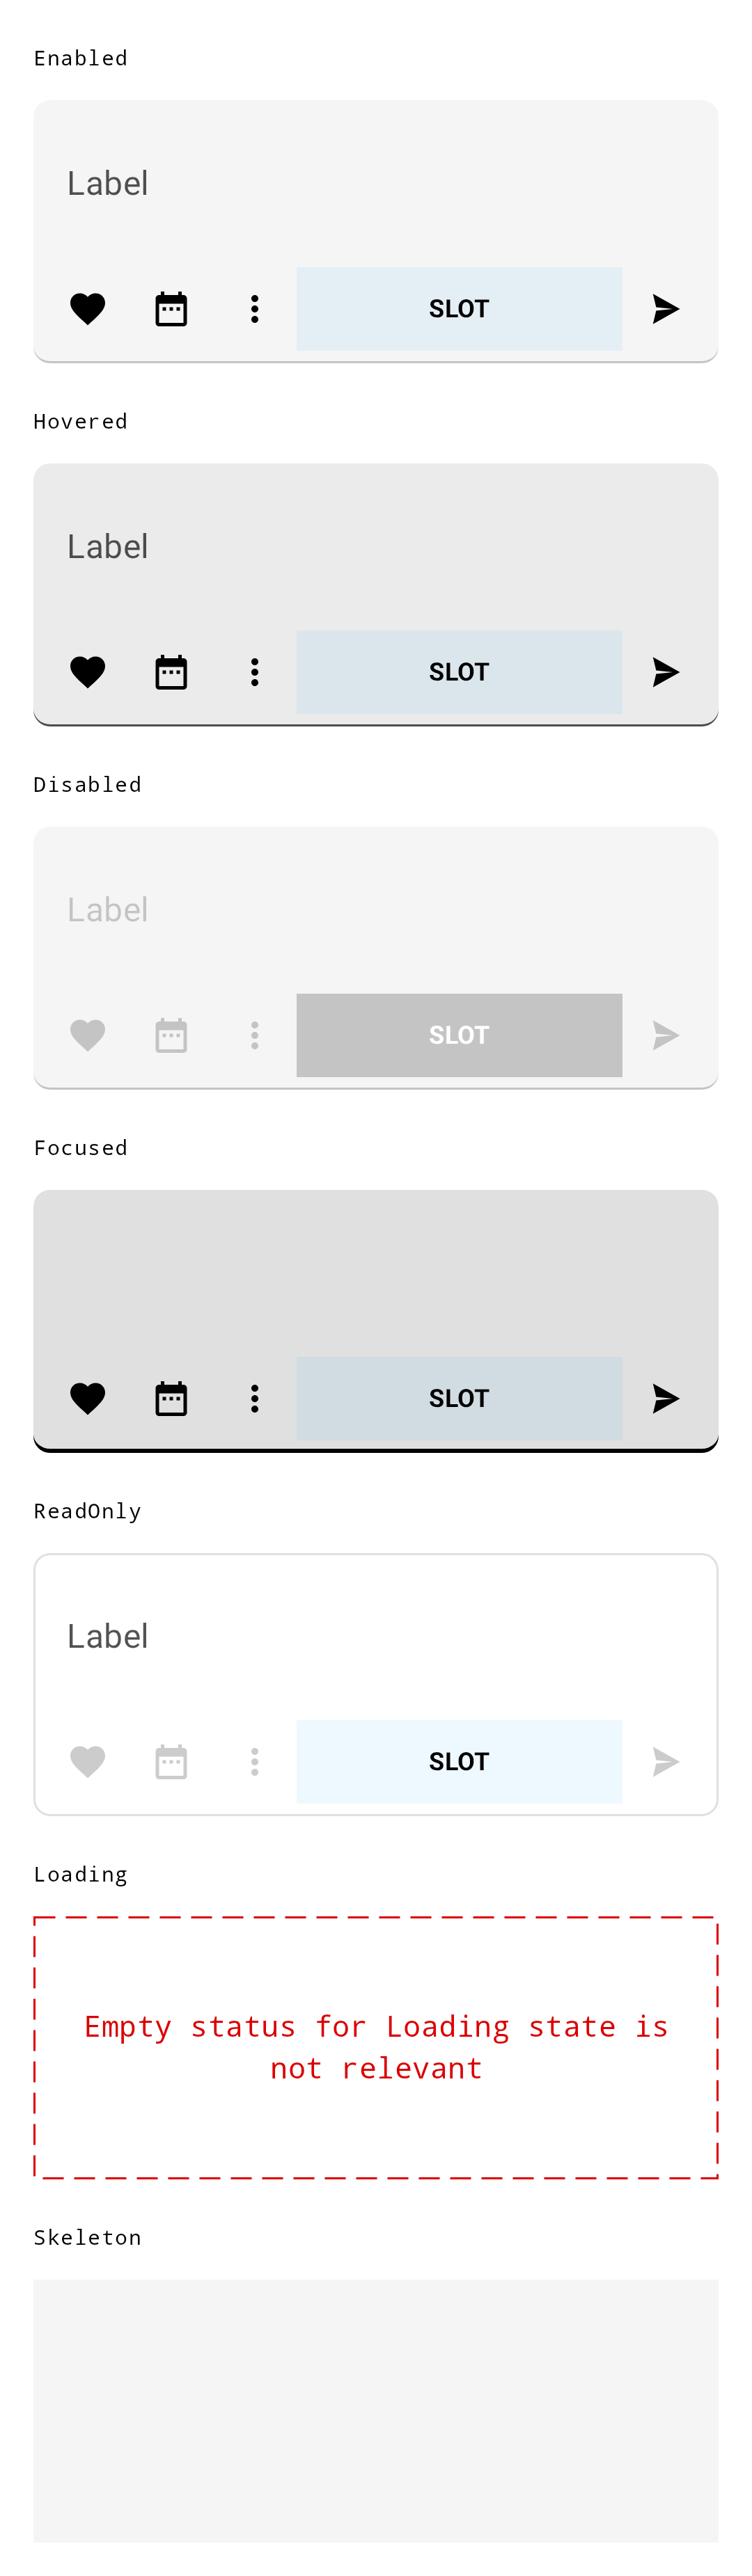 Enabled
Label
SLOT
Hovered
Label
SLOT
Disabled
Label
SLOT
Focused
SLOT
ReadOnly
Label
SLOT
Loading
Empty status for Loading state is
not relevant
Skeleton